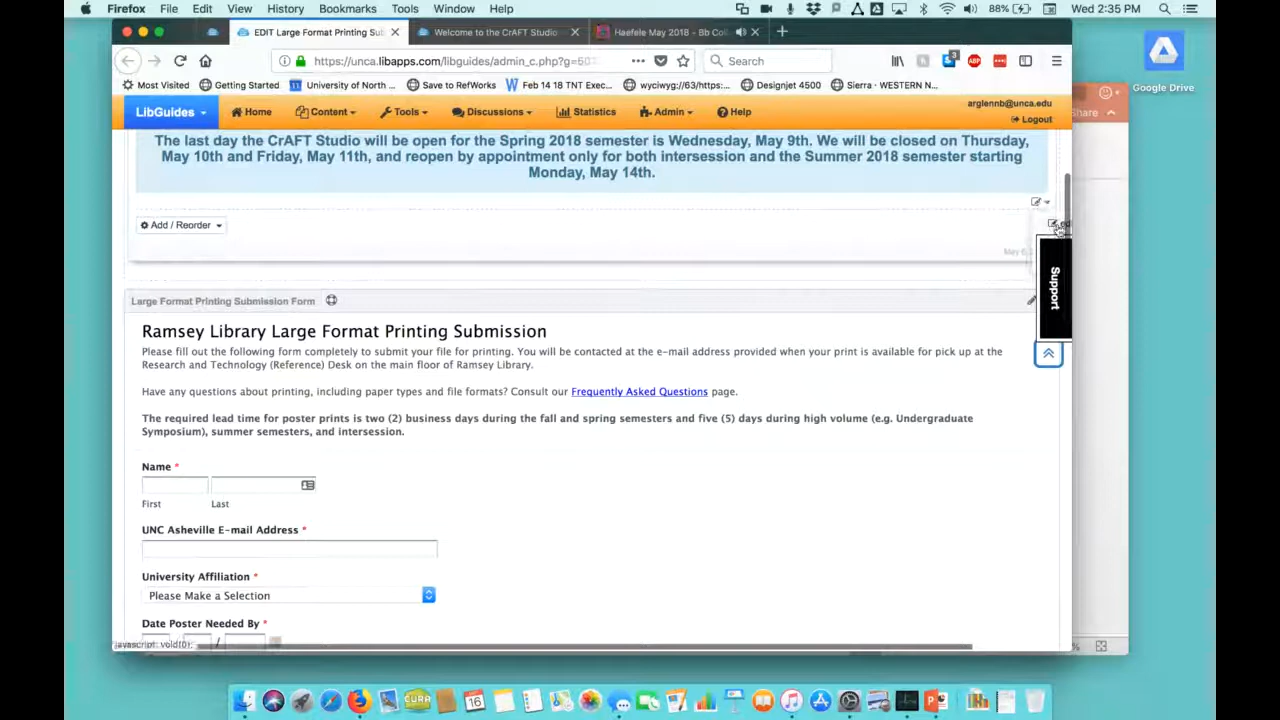 Firefox File Edit View History Bookmarks Tools Window Help 88% Wed 2:35 PM
EDIT Large Format Printing Sub Welcome to the CrAFT Studio Haefele May 2018 - Bb Coll
https://unca.libapps.com/libguides/admin_c.php?g=60 Search
Most Visited Getting Started University of North ... Save to RefWorks Feb 14 18 TNT Exec... wyciwyg://63/https:... Designjet 4500 Sierra · WESTERN N...
Google Drive
Share
LibGuides Home Content Tools Discussions Statistics Admin Help
arglennb@unca.edu
Logout
The last day the CrAFT Studio will be open for the Spring 2018 semester is Wednesday, May 9th. We will be closed on Thursday,
May 10th and Friday, May 11th, and reopen by appointment only for both intersession and the Summer 2018 semester starting
Monday, May 14th.
Add / Reorder
Support
Large Format Printing Submission Form
Ramsey Library Large Format Printing Submission
Please fill out the following form completely to submit your file for printing. You will be contacted at the e-mail address provided when your print is available for pick up at the
Research and Technology (Reference) Desk on the main floor of Ramsey Library.
Have any questions about printing, including paper types and file formats? Consult our Frequently Asked Questions page.
The required lead time for poster prints is two (2) business days during the fall and spring semesters and five (5) days during high volume (e.g. Undergraduate
Symposium), summer semesters, and intersession.
Name *
First Last
UNC Asheville E-mail Address *
University Affiliation *
Please Make a Selection
Date Poster Needed By *
/
javascript: void(0);